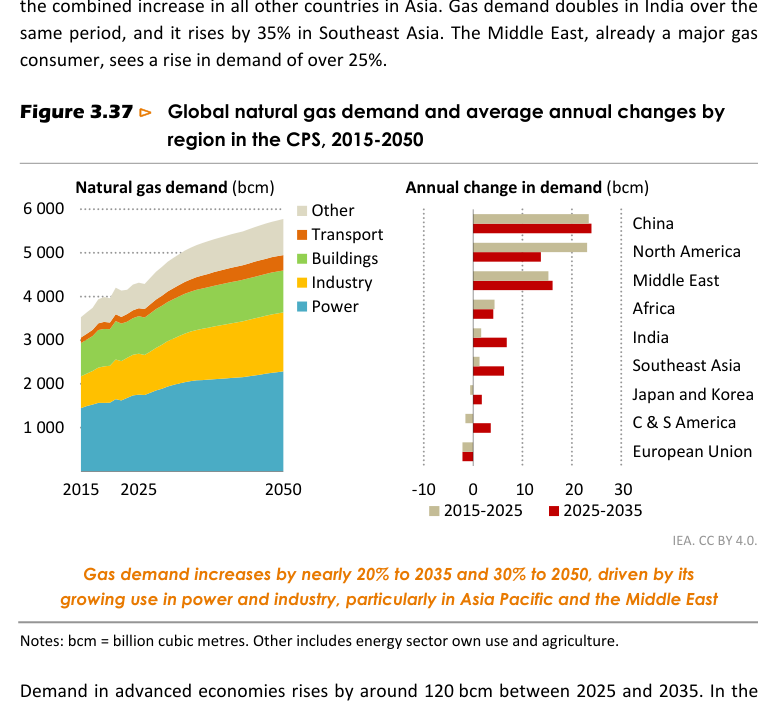 the combined increase in all other countries in Asia. Gas demand doubles in India over the
same period, and it rises by 35% in Southeast Asia. The Middle East, already a major gas
consumer, sees a rise in demand of over 25%.
Figure 3.37 ▻ Global natural gas demand and average annual changes by
region in the CPS, 2015-2050
Natural gas demand (bcm)
6 000
5 000
4 000
3 000
2 000
1 000
2015 2025 2050
Other
Transport
Buildings
Industry
Power
Annual change in demand (bcm)
China
North America
Middle East
Africa
India
Southeast Asia
Japan and Korea
C & S America
European Union
-10 0 10 20 30
2015-2025 2025-2035
IEA. CC BY 4.0.
Gas demand increases by nearly 20% to 2035 and 30% to 2050, driven by its
growing use in power and industry, particularly in Asia Pacific and the Middle East
Notes: bcm = billion cubic metres. Other includes energy sector own use and agriculture.
Demand in advanced economies rises by around 120 bcm between 2025 and 2035. In the